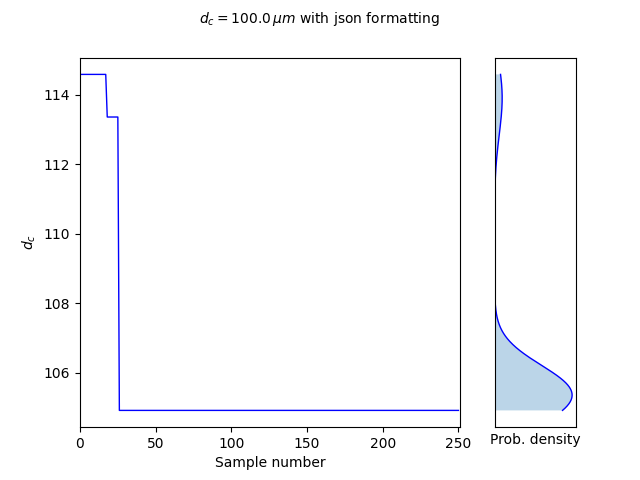 d_c = 100.0 μm with json formatting
114
112
110
108
106
d_c
0 50 100 150 200 250
Sample number
Prob. density